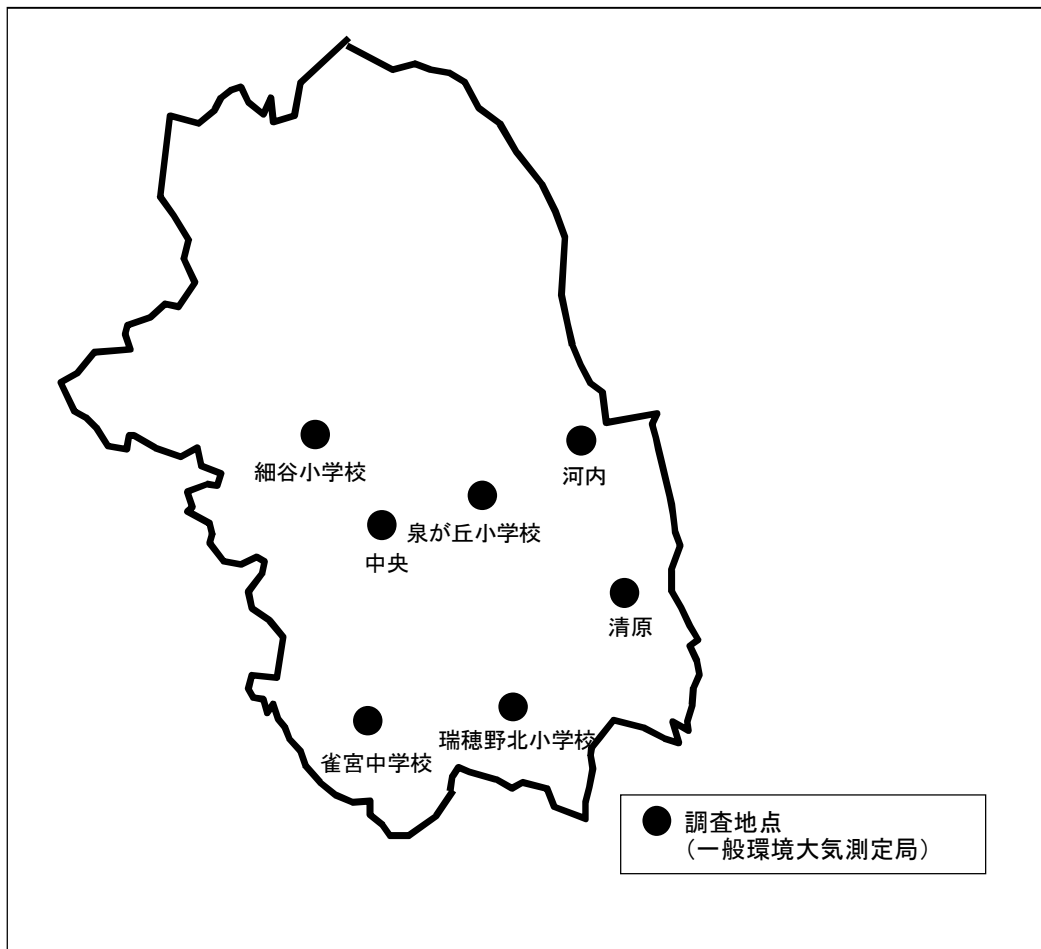 細谷小学校
河内
泉が丘小学校
中央
清原
瑞穂野北小学校
雀宮中学校
調査地点
（一般環境大気測定局）